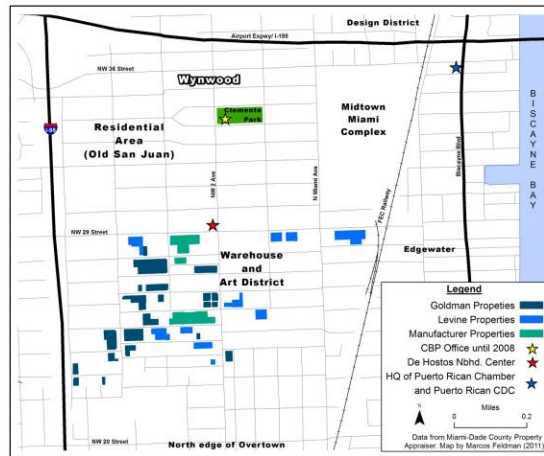 Design District
Airport Expwy/ I-195
NW 36 Street
Wynwood
Clemente
Park
Midtown
Miami
Complex
Residential
Area
(Old San Juan)
I-95
NW 2 Ave
N Miami Ave
FEC Railway
Biscayne Blvd
BISCAYNE BAY
NW 29 Street
Edgewater
Warehouse
and
Art District
Legend
Goldman Propeties
Levine Properties
Manufacturer Properties
CBP Office until 2008
De Hostos Nbhd. Center
HQ of Puerto Rican Chamber
and Puerto Rican CDC
N
Miles
0 0.2
Data from Miami-Dade County Property
Appraiser. Map by Marcos Feldman (2011)
NW 20 Street
North edge of Overtown